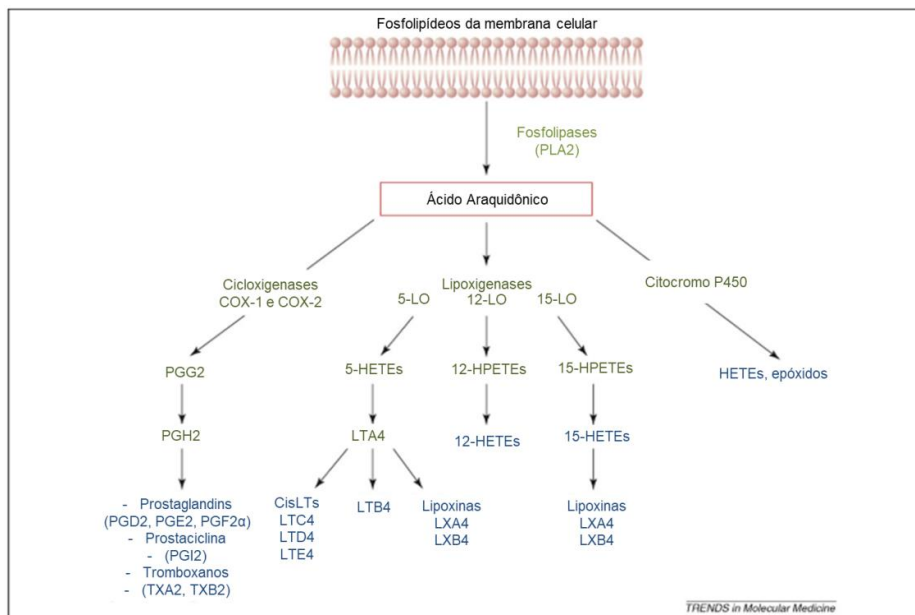 Fosfolipídeos da membrana celular
Fosfolipases
(PLA2)
Ácido Araquidônico
Cicloxigenases
COX-1 e COX-2
Lipoxigenases
5-LO 12-LO 15-LO
Citocromo P450
PGG2
5-HETEs
12-HPETEs
15-HPETEs
HETEs, epóxidos
PGH2
LTA4
12-HETEs
15-HETEs
- Prostaglandins
(PGD2, PGE2, PGF2α)
- Prostaciclina
- (PGI2)
- Tromboxanos
- (TXA2, TXB2)
CisLTs
LTC4
LTD4
LTE4
LTB4
Lipoxinas
LXA4
LXB4
Lipoxinas
LXA4
LXB4
TRENDS in Molecular Medicine